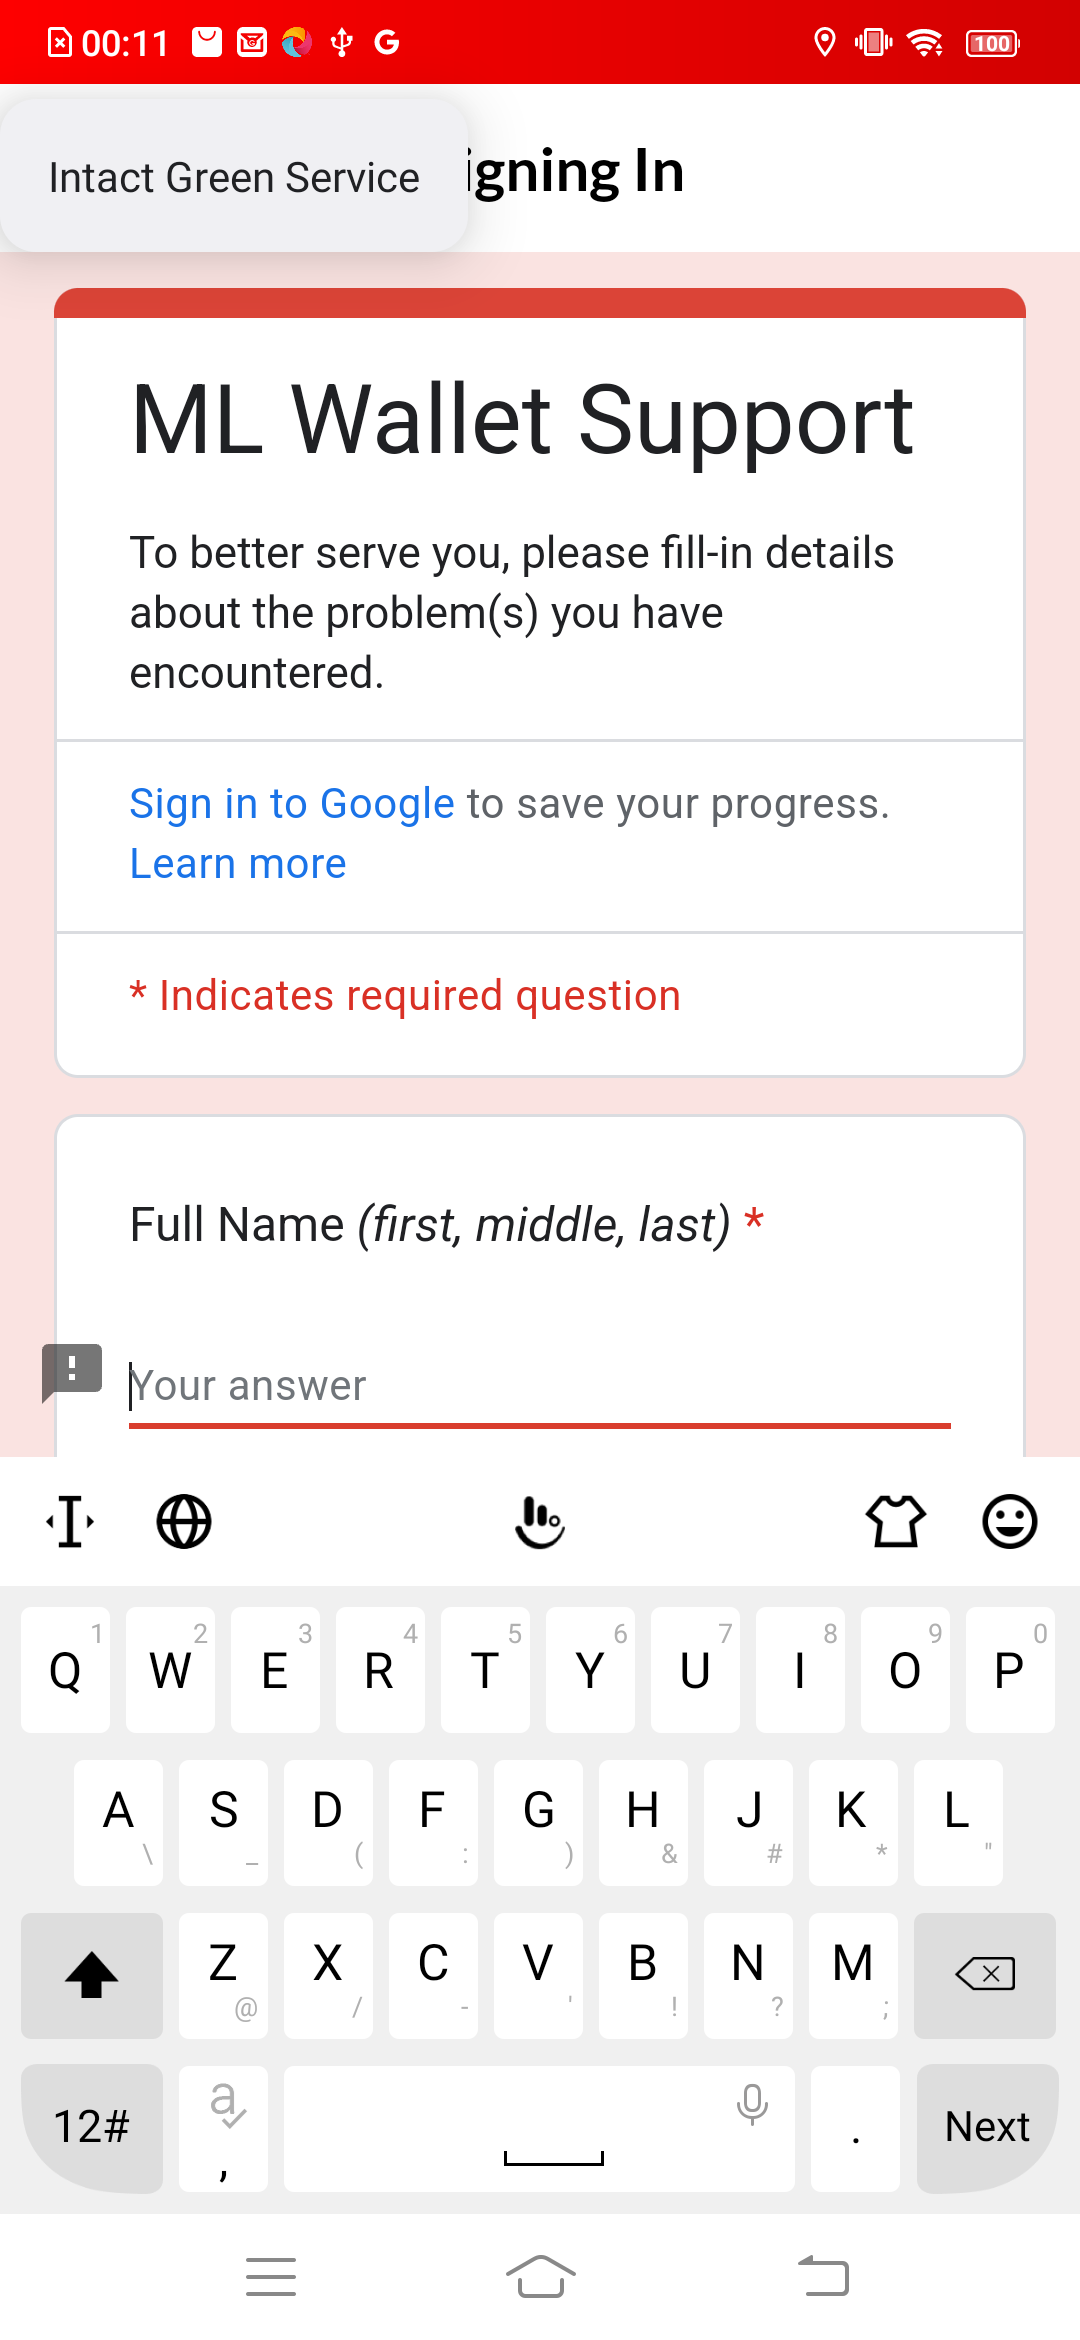 00:11
100
Intact Green Service
igning In
ML Wallet Support
To better serve you, please fill-in details
about the problem(s) you have
encountered.
Sign in to Google to save your progress.
Learn more
* Indicates required question
Full Name (first, middle, last) *
Your answer
1 2 3 4 5 6 7 8 9 0
Q W E R T Y U I O P
A S D F G H J K L
\ _ ( : ) & # * "
Z X C V B N M
@ / - ' ! ? ;
12# a , . Next